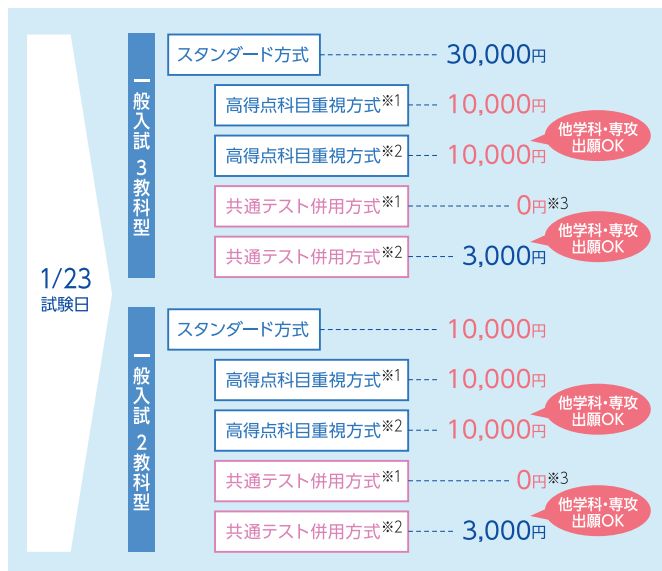 1/23
試験日
一般入試 3教科型
スタンダード方式 30,000円
高得点科目重視方式※1 10,000円
高得点科目重視方式※2 10,000円
他学科・専攻
出願OK
共通テスト併用方式※1 0円※3
共通テスト併用方式※2 3,000円
他学科・専攻
出願OK
一般入試 2教科型
スタンダード方式 10,000円
高得点科目重視方式※1 10,000円
高得点科目重視方式※2 10,000円
他学科・専攻
出願OK
共通テスト併用方式※1 0円※3
共通テスト併用方式※2 3,000円
他学科・専攻
出願OK